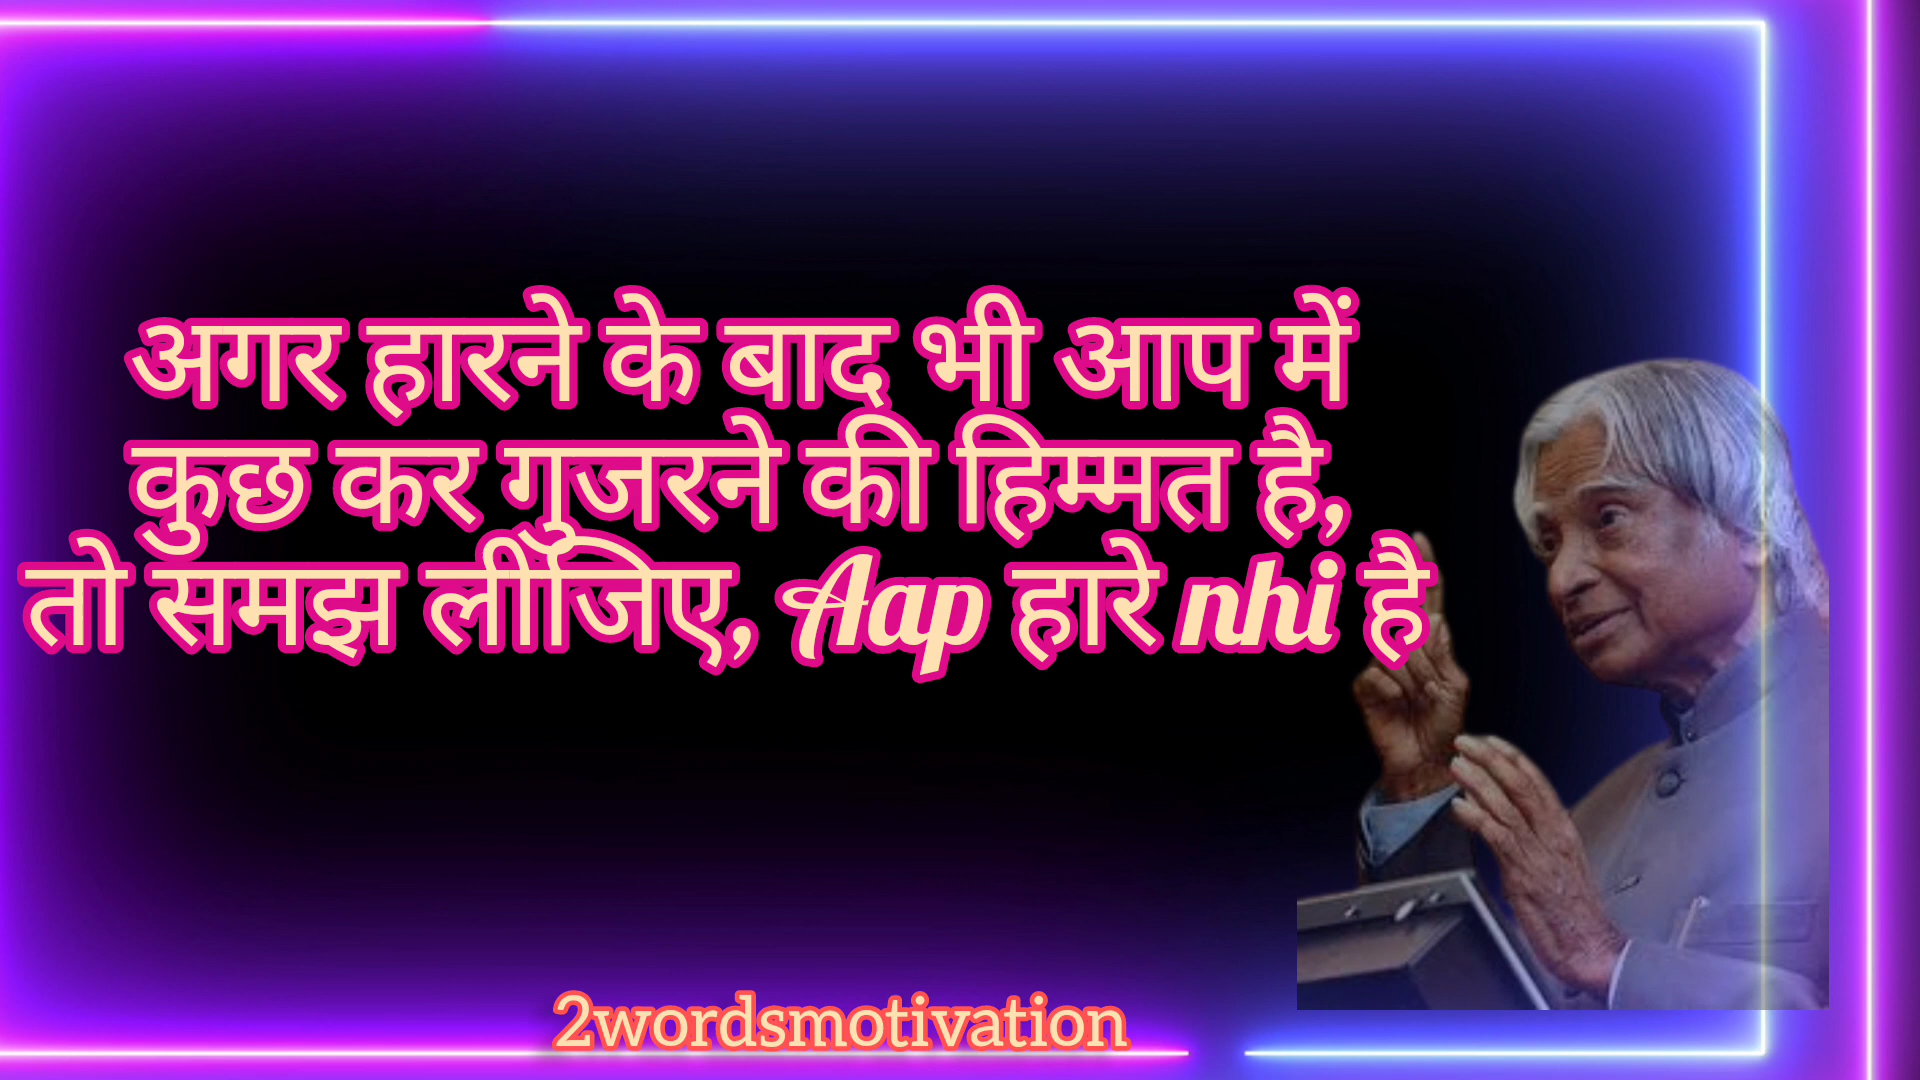 अगर हारने के बाद भी आप में
कुछ कर गुजरने की हिम्मत है,
तो समझ लीजिए, Aap हारे nhi है
2wordsmotivation